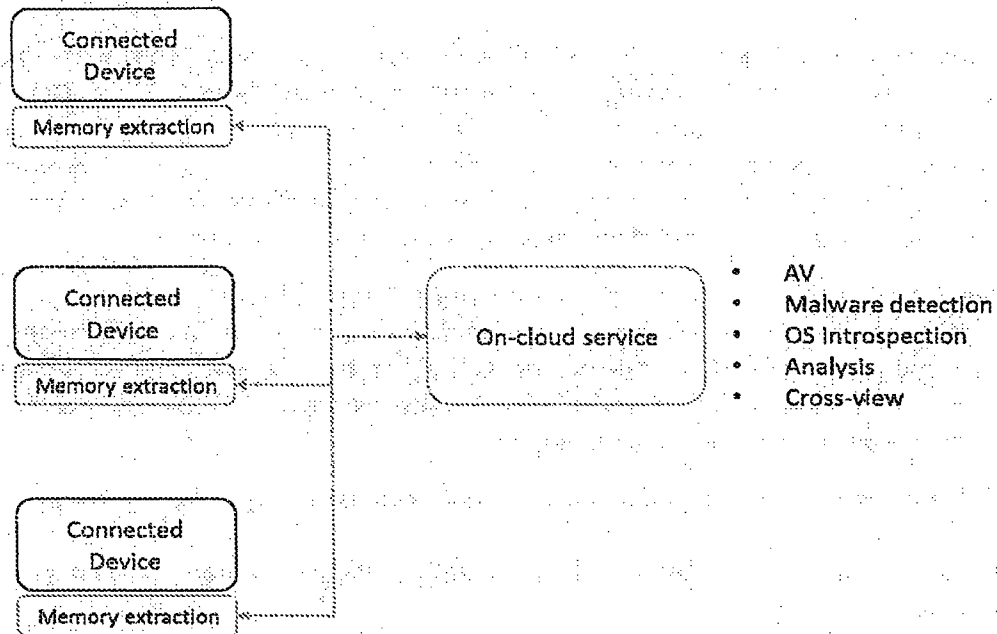 Connected
Device
Memory extraction
Connected
Device
Memory extraction
On-cloud service
• AV
• Malware detection
• OS Introspection
• Analysis
• Cross-view
Connected
Device
Memory extraction